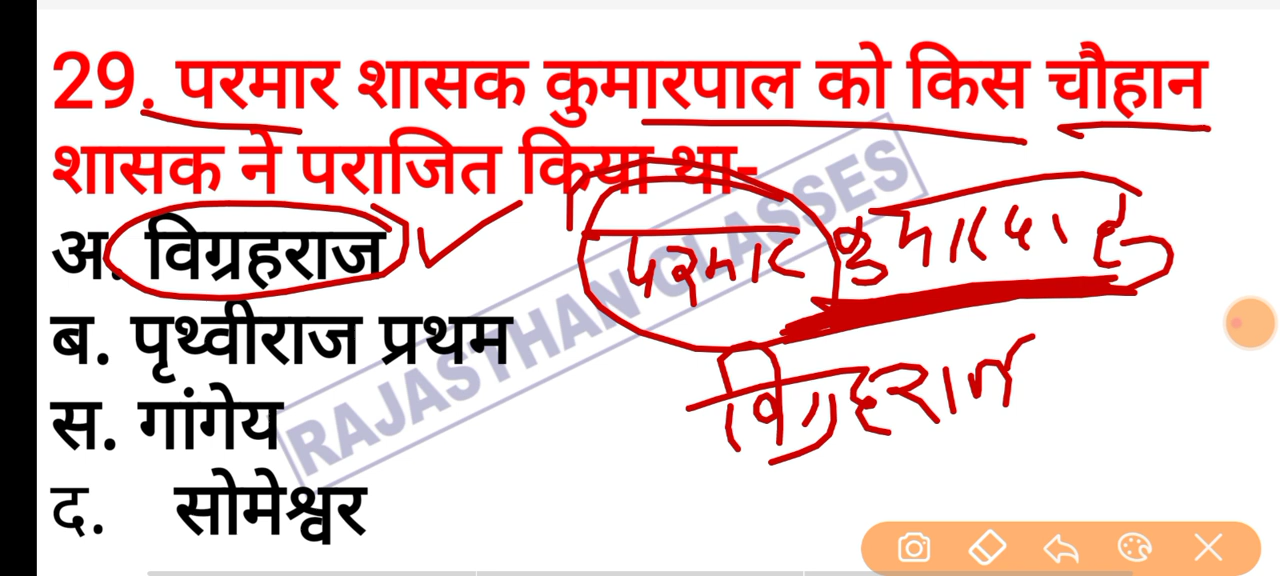 29. परमार शासक कुमारपाल को किस चौहान
शासक ने पराजित किया था-
अ. विग्रहराज
ब. पृथ्वीराज प्रथम
स. गांगेय
द. सोमेश्वर
परमार कुमारपाल
विग्रहराज
RAJASTHAN CLASSES